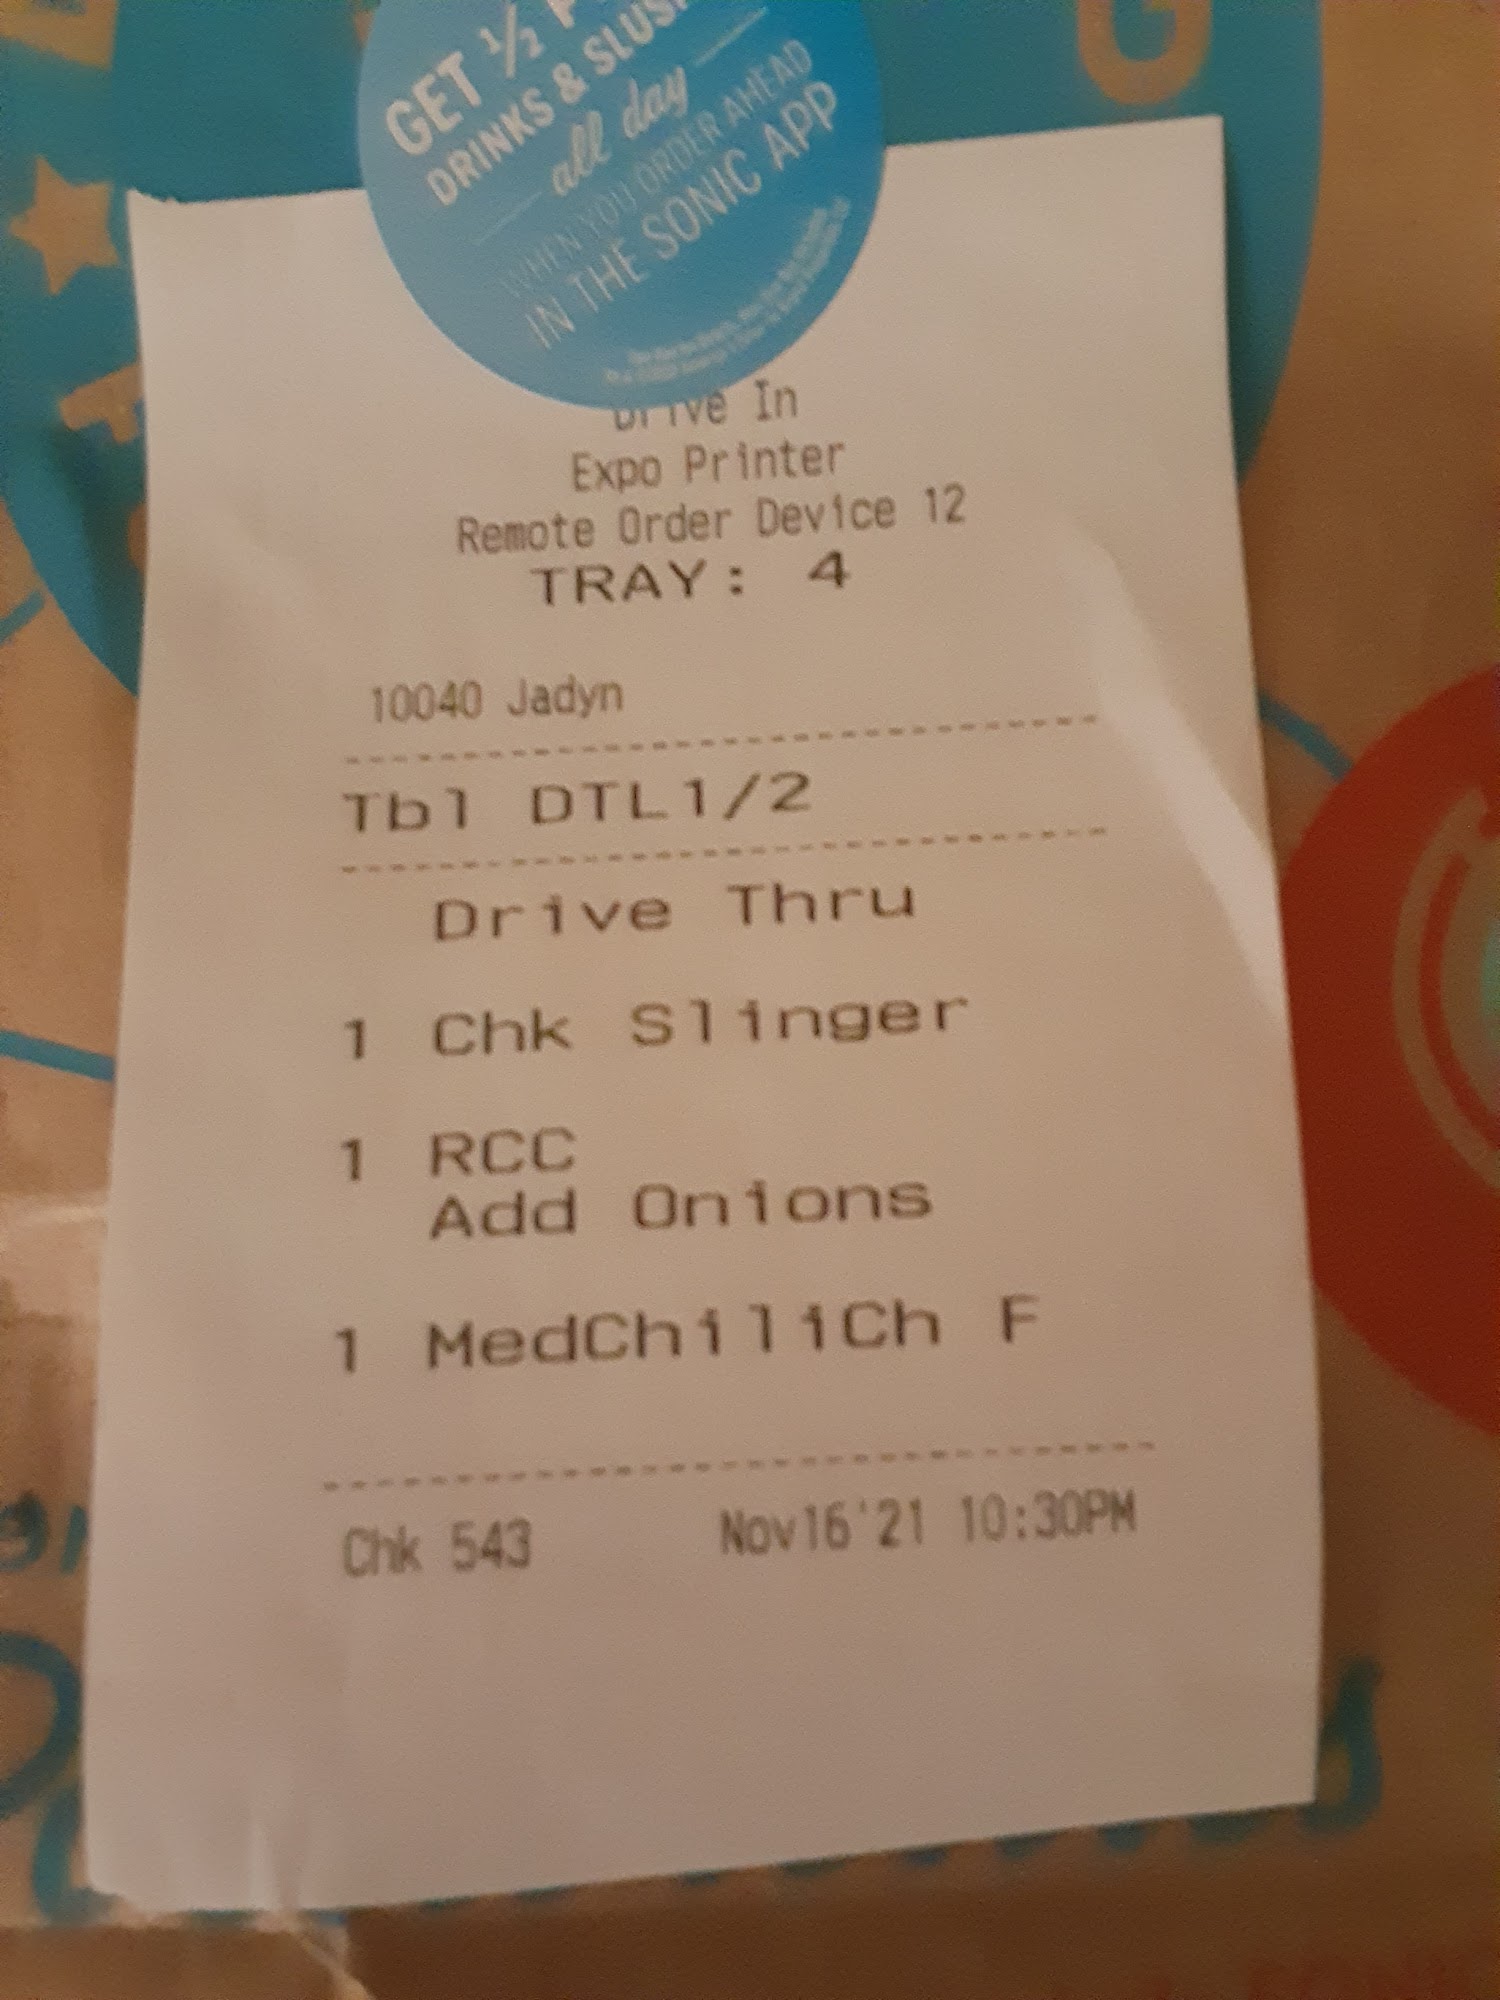 GET ½
DRINKS & SLUS
all day
WHEN YOU ORDER AHEAD
IN THE SONIC APP
Drive In
Expo Printer
Remote Order Device 12
TRAY: 4
10040 Jadyn
Tbl DTL1/2
Drive Thru
1 Chk Slinger
1 RCC
Add Onions
1 MedChiliCh F
Chk 543 Nov16'21 10:30PM
G